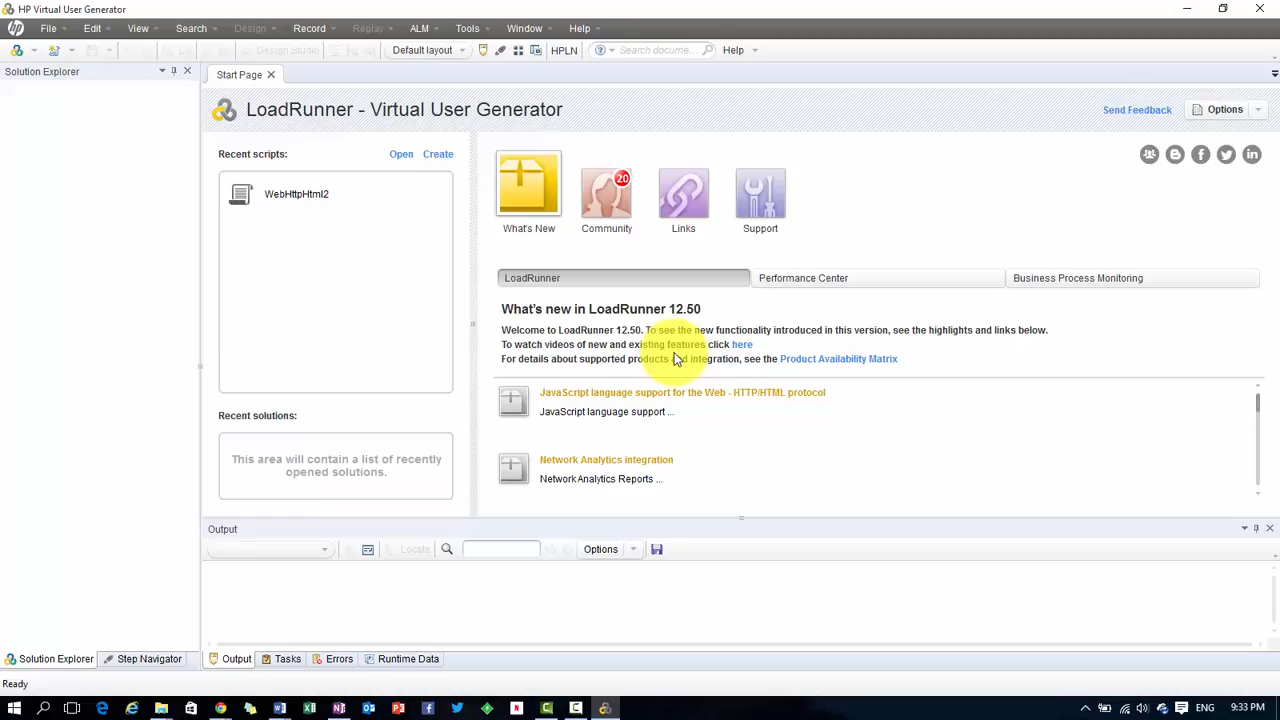 HP Virtual User Generator
File Edit View Search Design Record Replay ALM Tools Window Help
Design Studio Default layout HPLN Search docume... Help
Solution Explorer
Start Page
LoadRunner - Virtual User Generator
Send Feedback Options
Recent scripts: Open Create
WebHttpHtml2
20
What's New Community Links Support
LoadRunner Performance Center Business Process Monitoring
What's new in LoadRunner 12.50
Welcome to LoadRunner 12.50. To see the new functionality introduced in this version, see the highlights and links below.
To watch videos of new and existing features click here
For details about supported products and integration, see the Product Availability Matrix
JavaScript language support for the Web - HTTP/HTML protocol
JavaScript language support ...
Recent solutions:
This area will contain a list of recently
opened solutions.
Network Analytics integration
Network Analytics Reports ...
Output
Locate Options
Solution Explorer Step Navigator Output Tasks Errors Runtime Data
Ready
ENG 9:33 PM